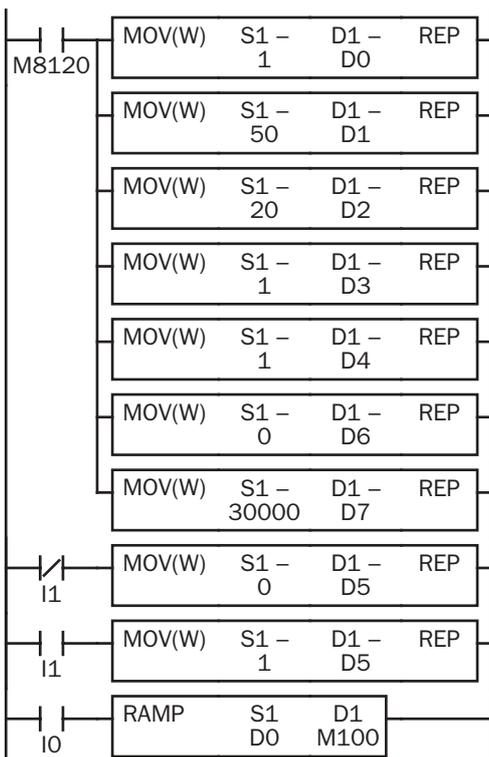 MOV(W) S1 – D1 – REP
1 D0
M8120
MOV(W) S1 – D1 – REP
50 D1
MOV(W) S1 – D1 – REP
20 D2
MOV(W) S1 – D1 – REP
1 D3
MOV(W) S1 – D1 – REP
1 D4
MOV(W) S1 – D1 – REP
0 D6
MOV(W) S1 – D1 – REP
30000 D7
MOV(W) S1 – D1 – REP
0 D5
I1
MOV(W) S1 – D1 – REP
1 D5
I1
RAMP S1 D1
D0 M100
I0